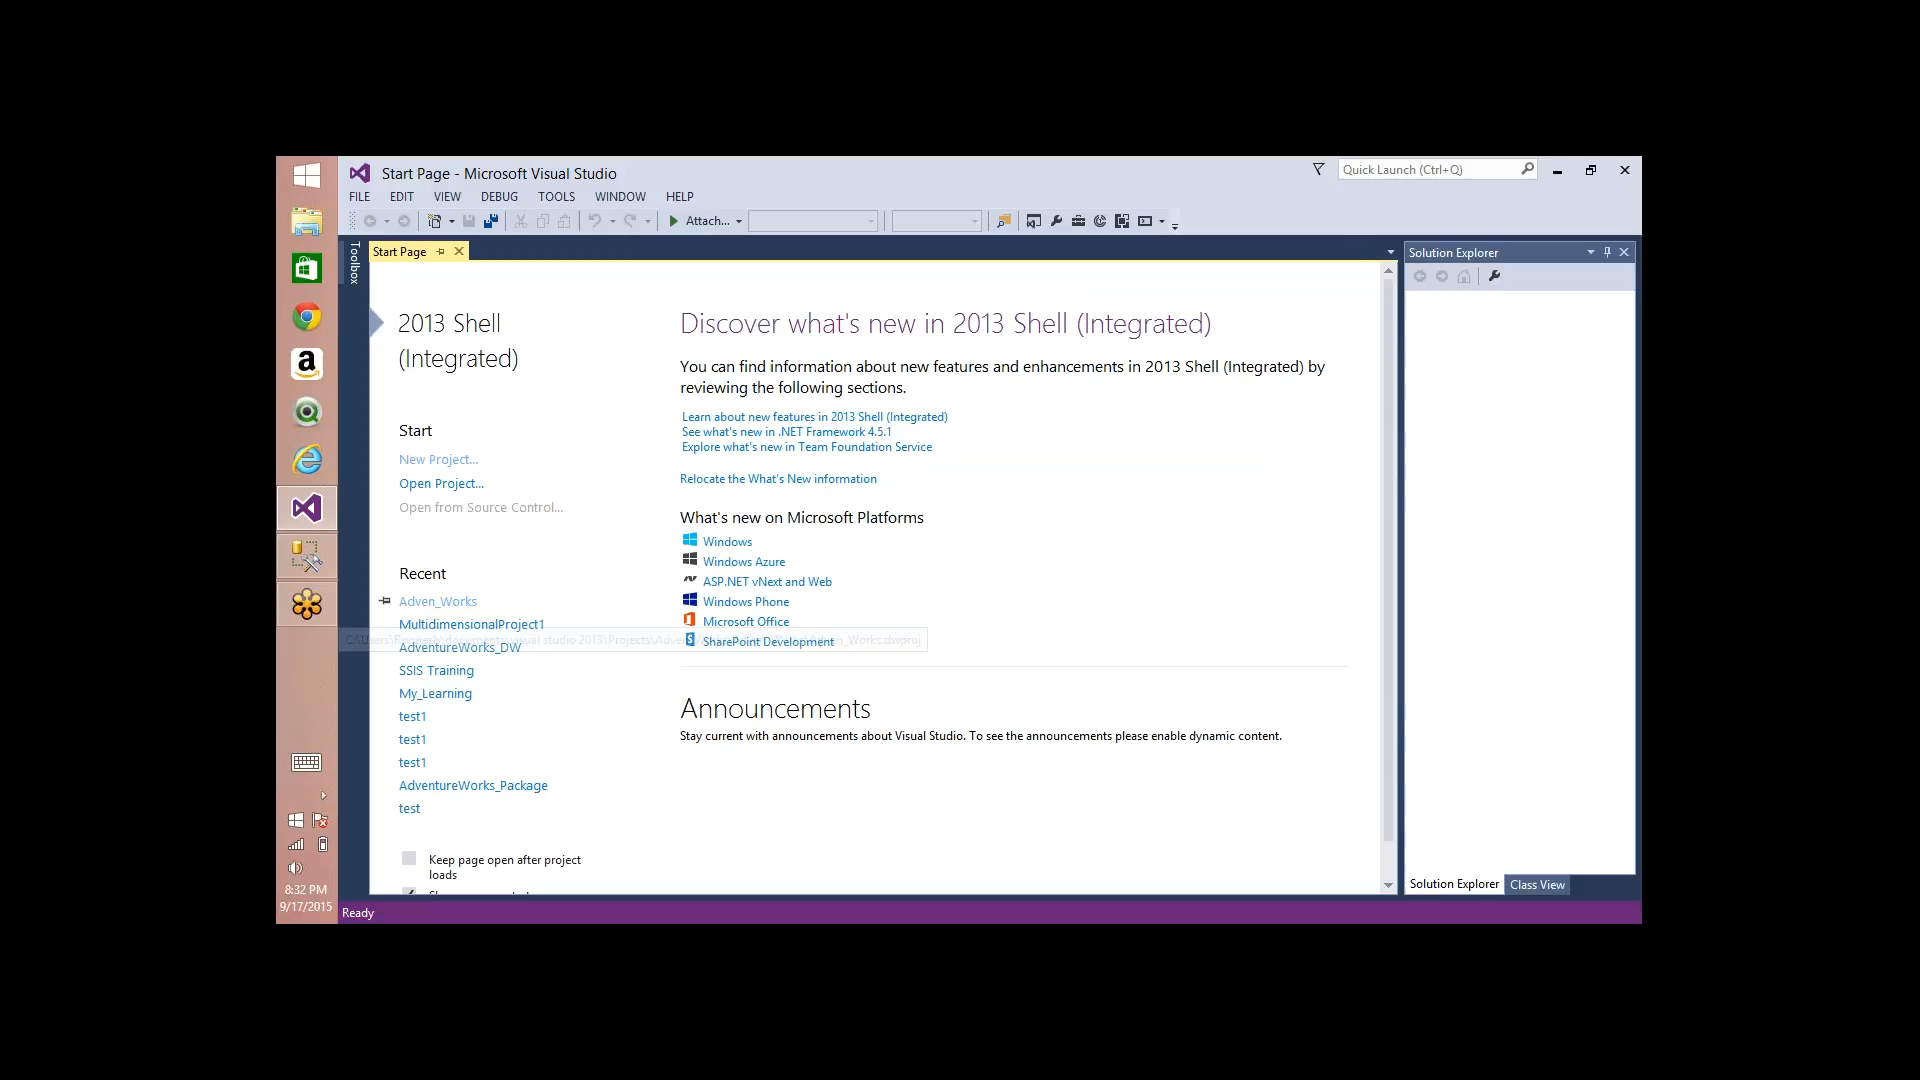 Start Page - Microsoft Visual Studio
Quick Launch (Ctrl+Q)
FILE EDIT VIEW DEBUG TOOLS WINDOW HELP
Attach...
Toolbox
Start Page
Solution Explorer
2013 Shell
(Integrated)
Start
New Project...
Open Project...
Open from Source Control...
Recent
Adven_Works
MultidimensionalProject1
AdventureWorks_DW
SSIS Training
My_Learning
test1
test1
test1
AdventureWorks_Package
test
Keep page open after project
loads
Discover what's new in 2013 Shell (Integrated)
You can find information about new features and enhancements in 2013 Shell (Integrated) by
reviewing the following sections.
Learn about new features in 2013 Shell (Integrated)
See what's new in .NET Framework 4.5.1
Explore what's new in Team Foundation Service
Relocate the What's New information
What's new on Microsoft Platforms
Windows
Windows Azure
ASP.NET vNext and Web
Windows Phone
Microsoft Office
SharePoint Development
Announcements
Stay current with announcements about Visual Studio. To see the announcements please enable dynamic content.
Solution Explorer Class View
8:32 PM
9/17/2015
Ready